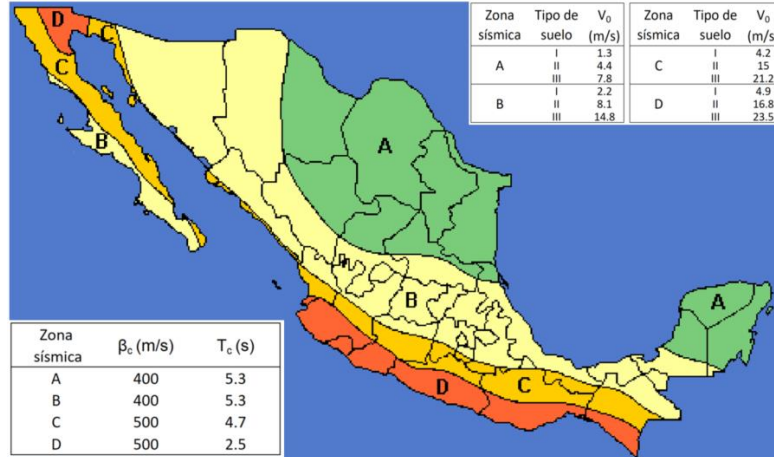 Zona sísmica Tipo de suelo V₀ (m/s)
A I 1.3
II 4.4
III 7.8
B I 2.2
II 8.1
III 14.8
Zona sísmica Tipo de suelo V₀ (m/s)
C I 4.2
II 15
III 21.2
D I 4.9
II 16.8
III 23.5
D
C
C
B
A
B
A
D
C
Zona sísmica βc (m/s) Tc (s)
A 400 5.3
B 400 5.3
C 500 4.7
D 500 2.5